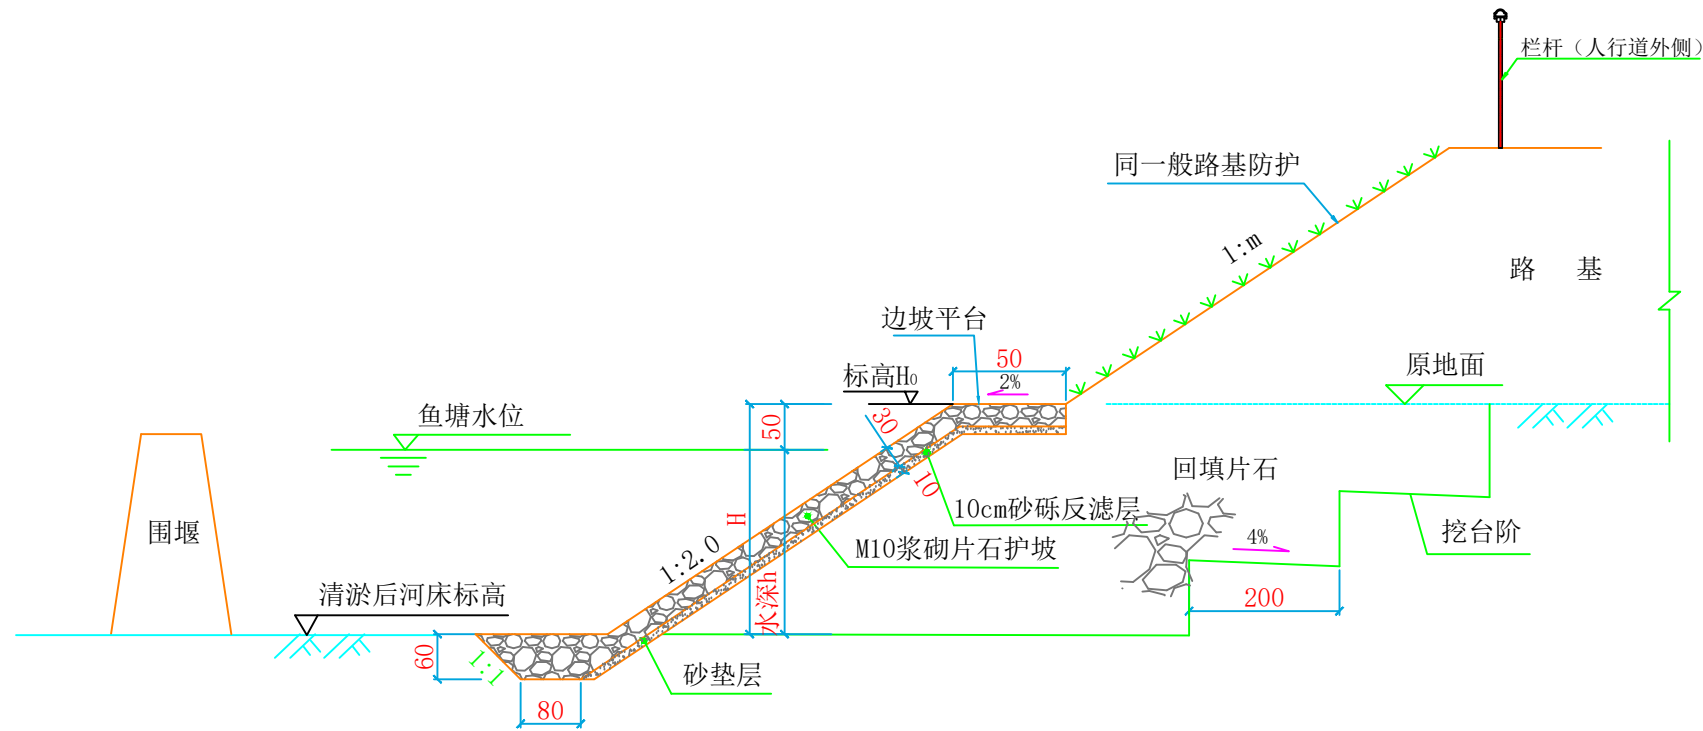 栏杆（人行道外侧）
同一般路基防护
1:m
路 基
边坡平台
50
原地面
标高H₀
2%
鱼塘水位
50
30
回填片石
10
10cm砂砾反滤层
H
挖台阶
围堰
4%
M10浆砌片石护坡
1:2.0
清淤后河床标高
水深h
200
60
1:1
砂垫层
80